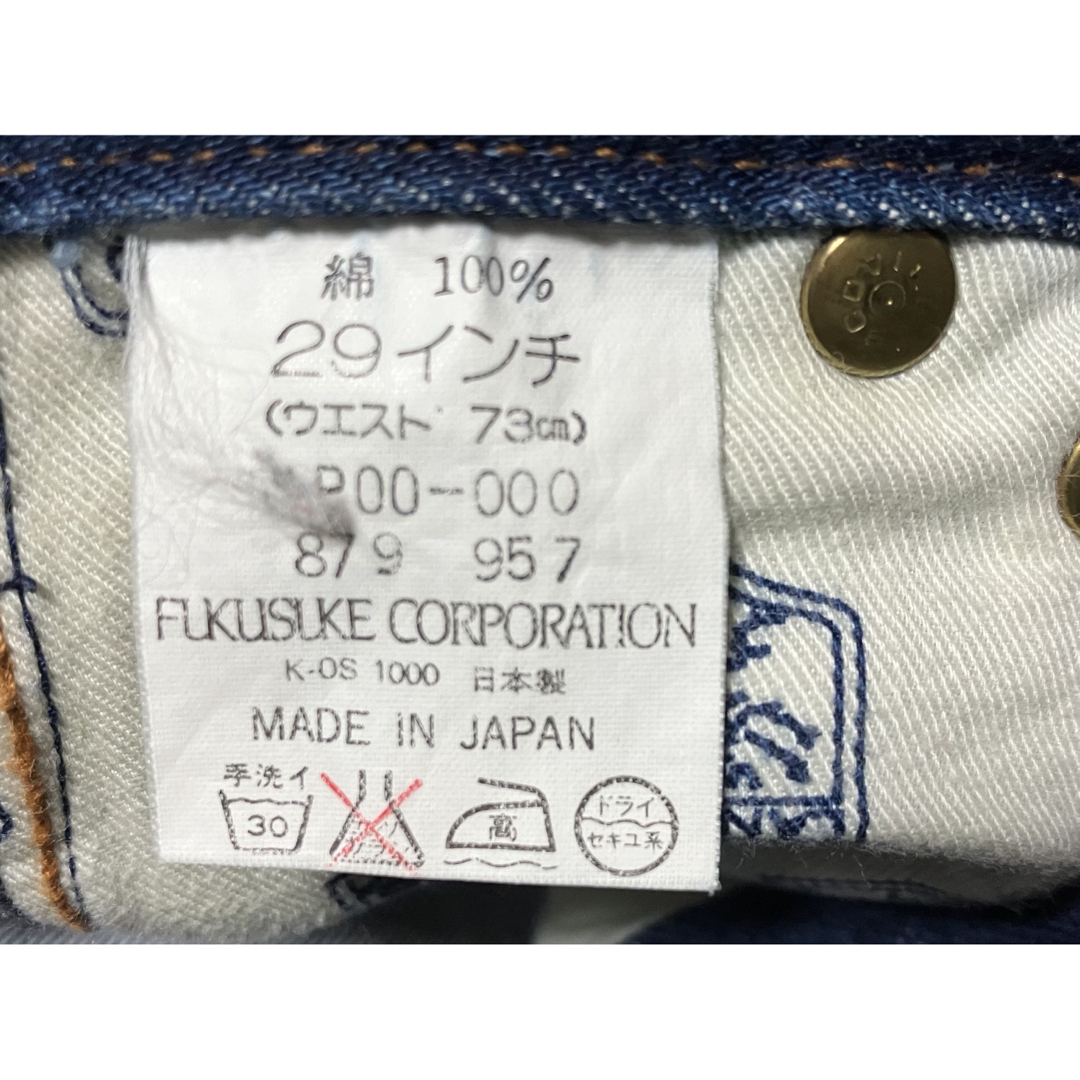 綿 100%
29インチ
(ウエスト 73cm)
P00-000
879 957
FUKUSUKE CORPORATION
K-OS 1000 日本製
MADE IN JAPAN
手洗イ
30
高
ドライ
セキユ系